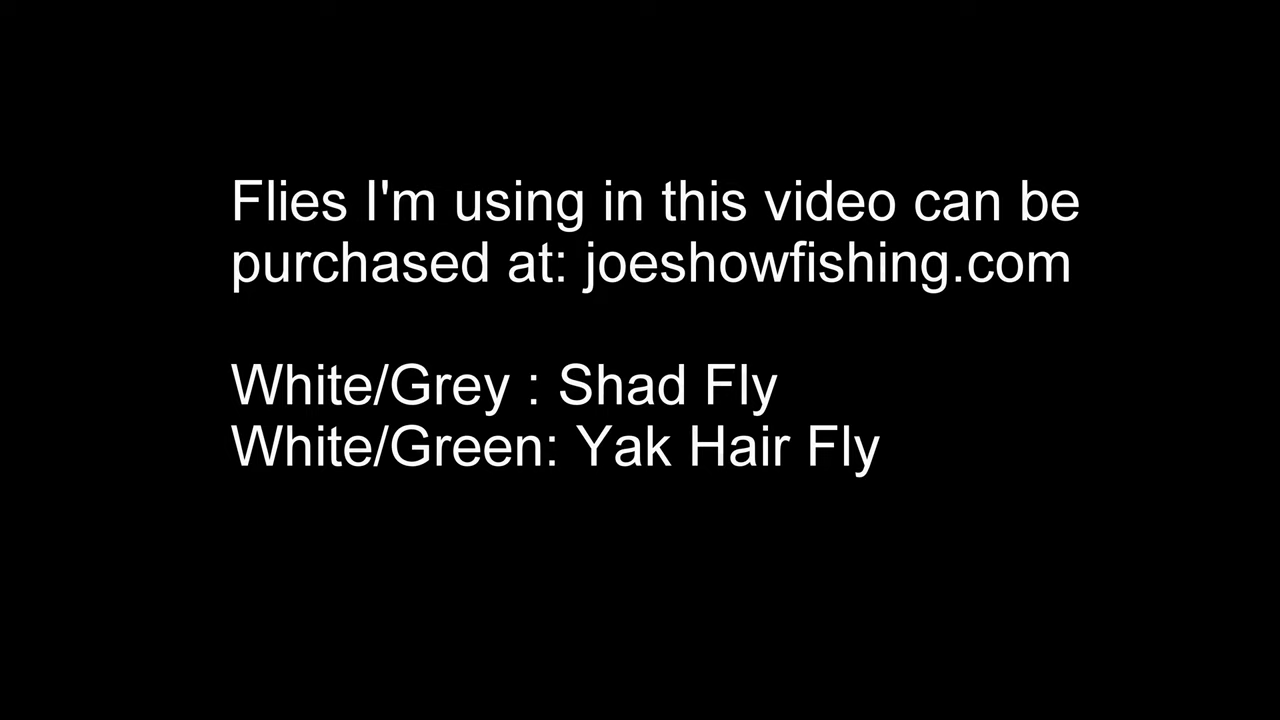 Flies I'm using in this video can be
purchased at: joeshowfishing.com
White/Grey : Shad Fly
White/Green: Yak Hair Fly